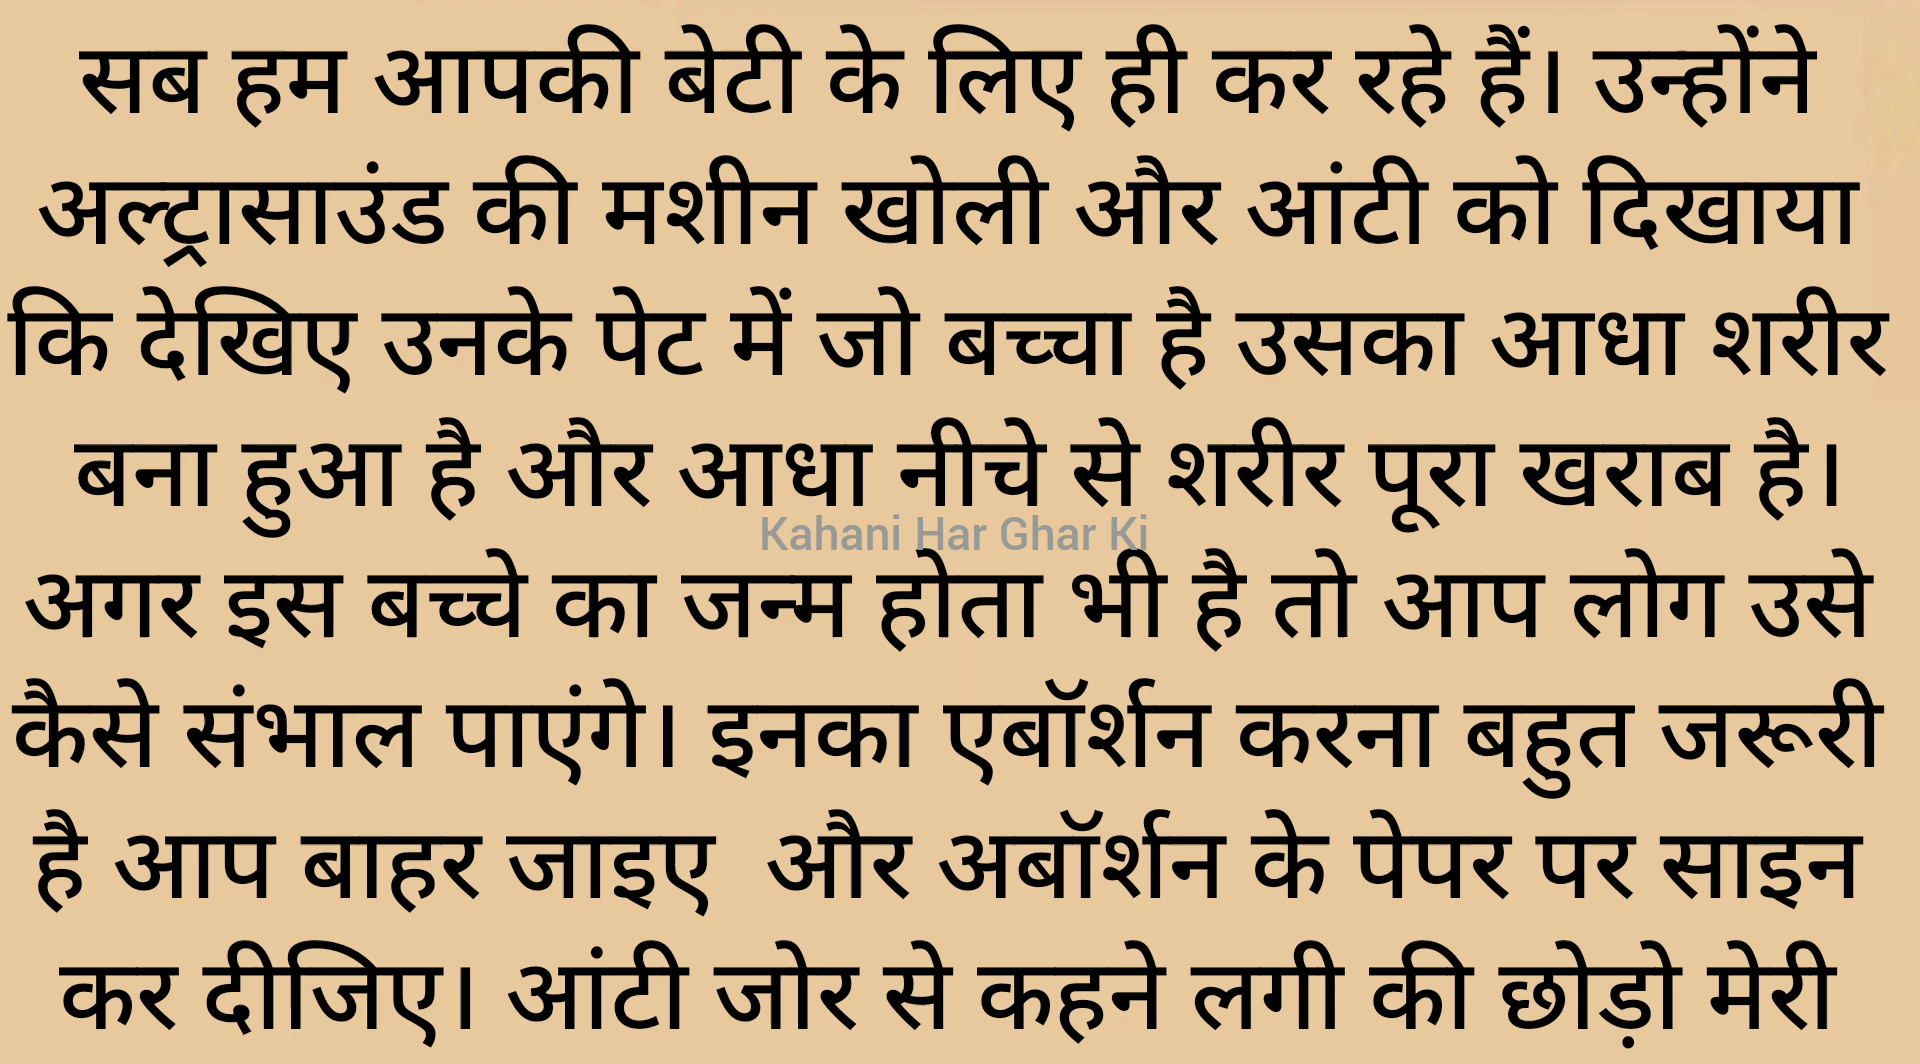 सब हम आपकी बेटी के लिए ही कर रहे हैं। उन्होंने
अल्ट्रासाउंड की मशीन खोली और आंटी को दिखाया
कि देखिए उनके पेट में जो बच्चा है उसका आधा शरीर
बना हुआ है और आधा नीचे से शरीर पूरा खराब है।
Kahani Har Ghar Ki
अगर इस बच्चे का जन्म होता भी है तो आप लोग उसे
कैसे संभाल पाएंगे। इनका एबॉर्शन करना बहुत जरूरी
है आप बाहर जाइए और अबॉर्शन के पेपर पर साइन
कर दीजिए। आंटी जोर से कहने लगी की छोड़ो मेरी